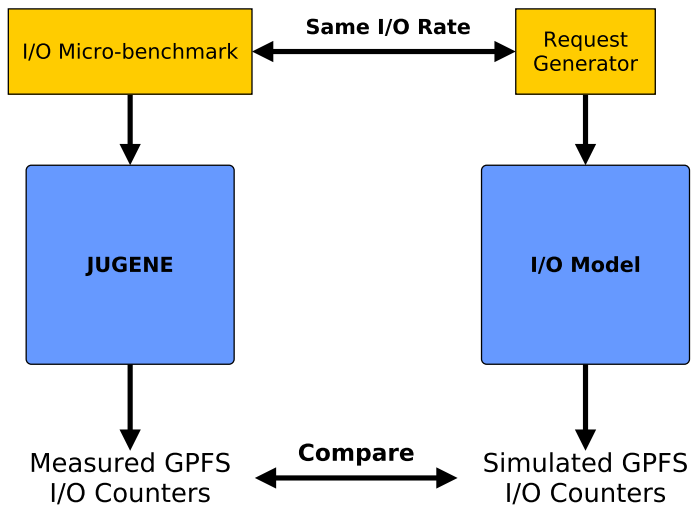 Same I/O Rate
I/O Micro-benchmark
Request
Generator
JUGENE
I/O Model
Compare
Measured GPFS
I/O Counters
Simulated GPFS
I/O Counters